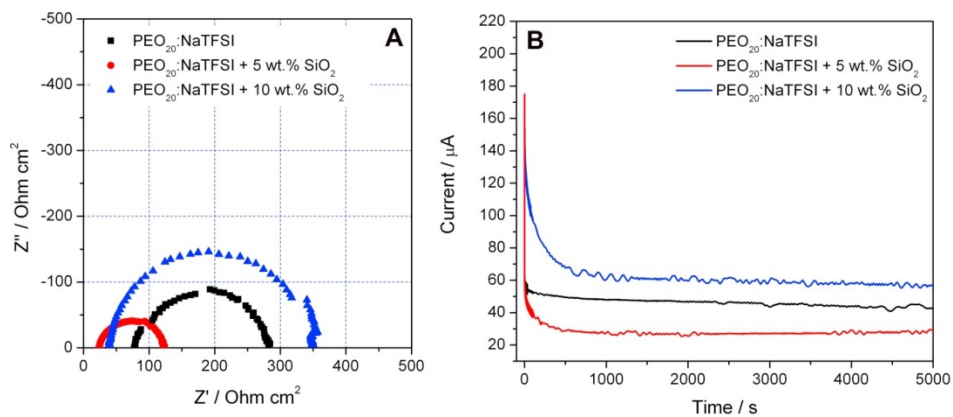 A
PEO₂₀:NaTFSI
PEO₂₀:NaTFSI + 5 wt.% SiO₂
PEO₂₀:NaTFSI + 10 wt.% SiO₂
-500
-400
-300
-200
-100
0
0 100 200 300 400 500
Z'' / Ohm cm²
Z' / Ohm cm²
B
PEO₂₀:NaTFSI
PEO₂₀:NaTFSI + 5 wt.% SiO₂
PEO₂₀:NaTFSI + 10 wt.% SiO₂
220
200
180
160
140
120
100
80
60
40
20
0 1000 2000 3000 4000 5000
Current / µA
Time / s